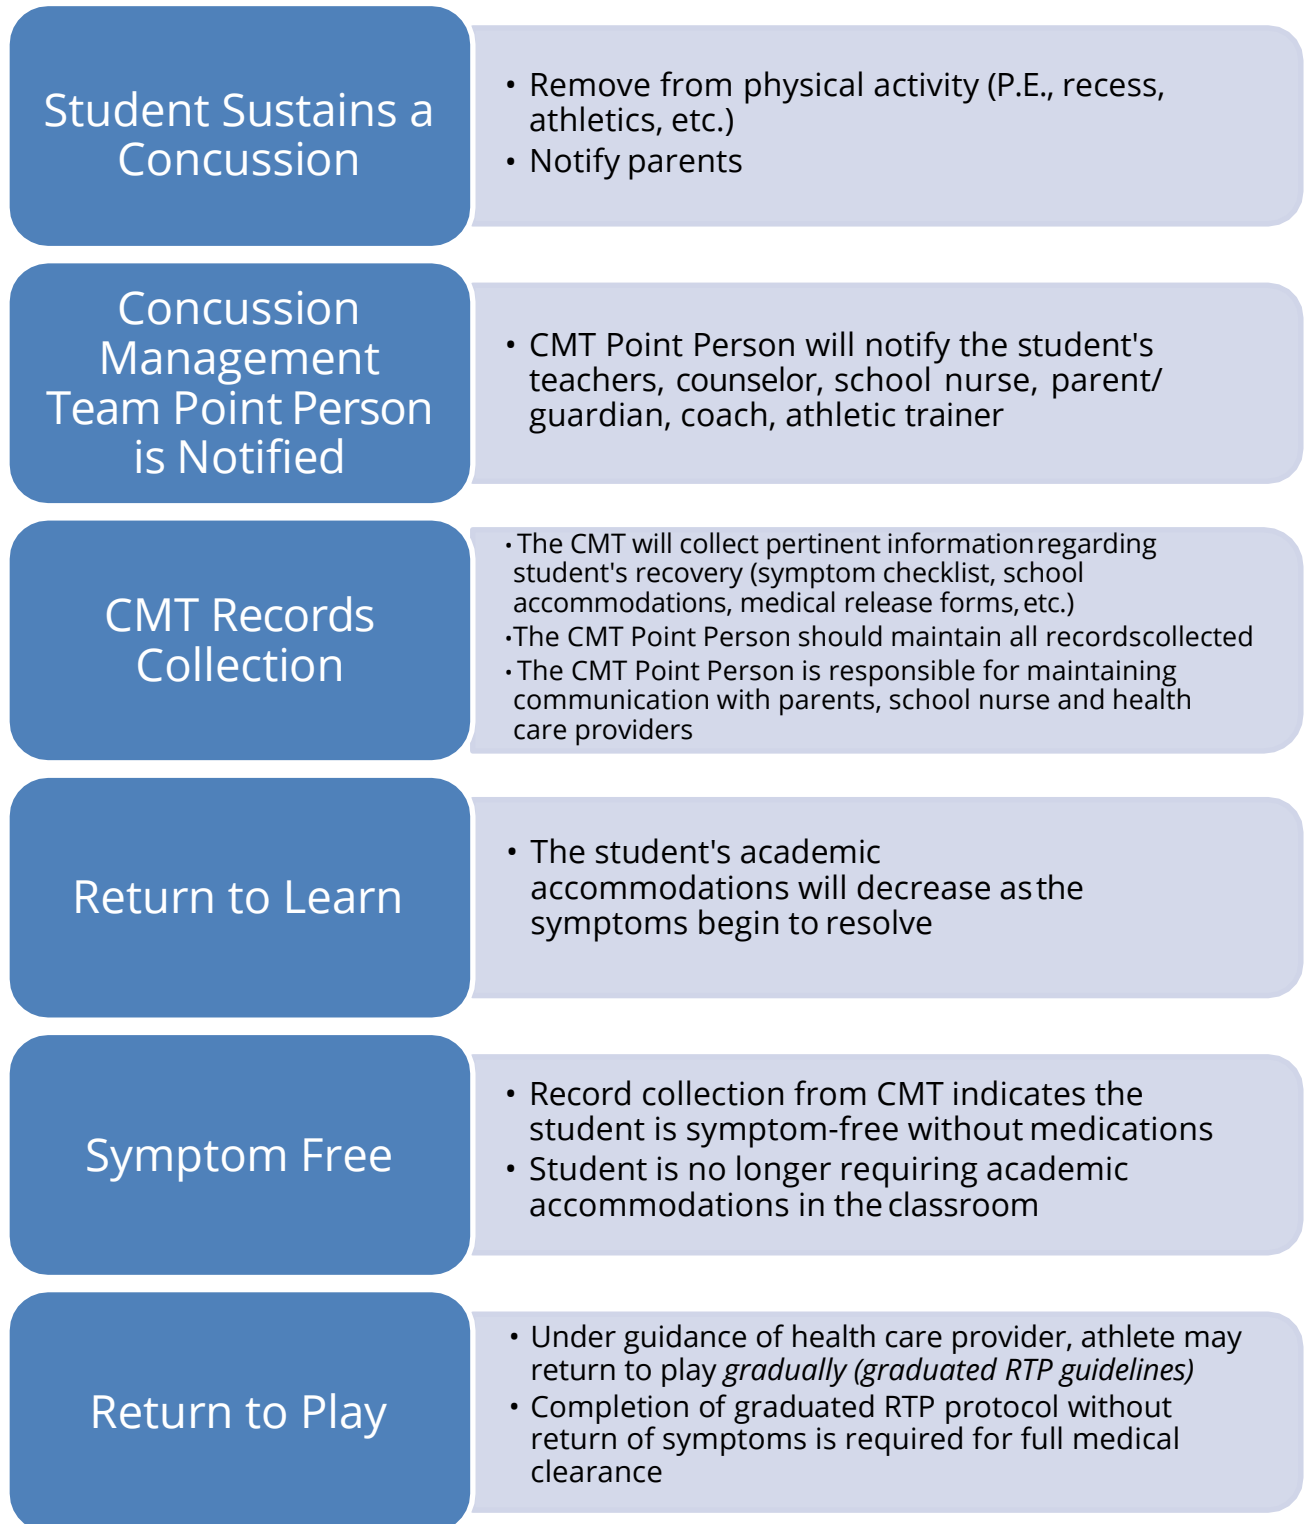 Student Sustains a
Concussion
• Remove from physical activity (P.E., recess,
athletics, etc.)
• Notify parents
Concussion
Management
Team Point Person
is Notified
• CMT Point Person will notify the student's
teachers, counselor, school nurse, parent/
guardian, coach, athletic trainer
CMT Records
Collection
• The CMT will collect pertinent information regarding
student's recovery (symptom checklist, school
accommodations, medical release forms, etc.)
• The CMT Point Person should maintain all records collected
• The CMT Point Person is responsible for maintaining
communication with parents, school nurse and health
care providers
Return to Learn
• The student's academic
accommodations will decrease as the
symptoms begin to resolve
Symptom Free
• Record collection from CMT indicates the
student is symptom-free without medications
• Student is no longer requiring academic
accommodations in the classroom
Return to Play
• Under guidance of health care provider, athlete may
return to play gradually (graduated RTP guidelines)
• Completion of graduated RTP protocol without
return of symptoms is required for full medical
clearance